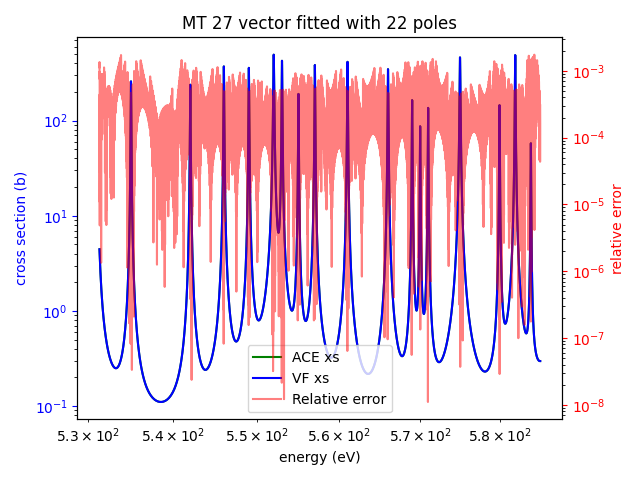 MT 27 vector fitted with 22 poles
cross section (b)
10²
10¹
10⁰
10⁻¹
10⁻³
10⁻⁴
10⁻⁵
10⁻⁶
10⁻⁷
10⁻⁸
relative error
ACE xs
VF xs
Relative error
5.3 × 10² 5.4 × 10² 5.5 × 10² 5.6 × 10² 5.7 × 10² 5.8 × 10²
energy (eV)